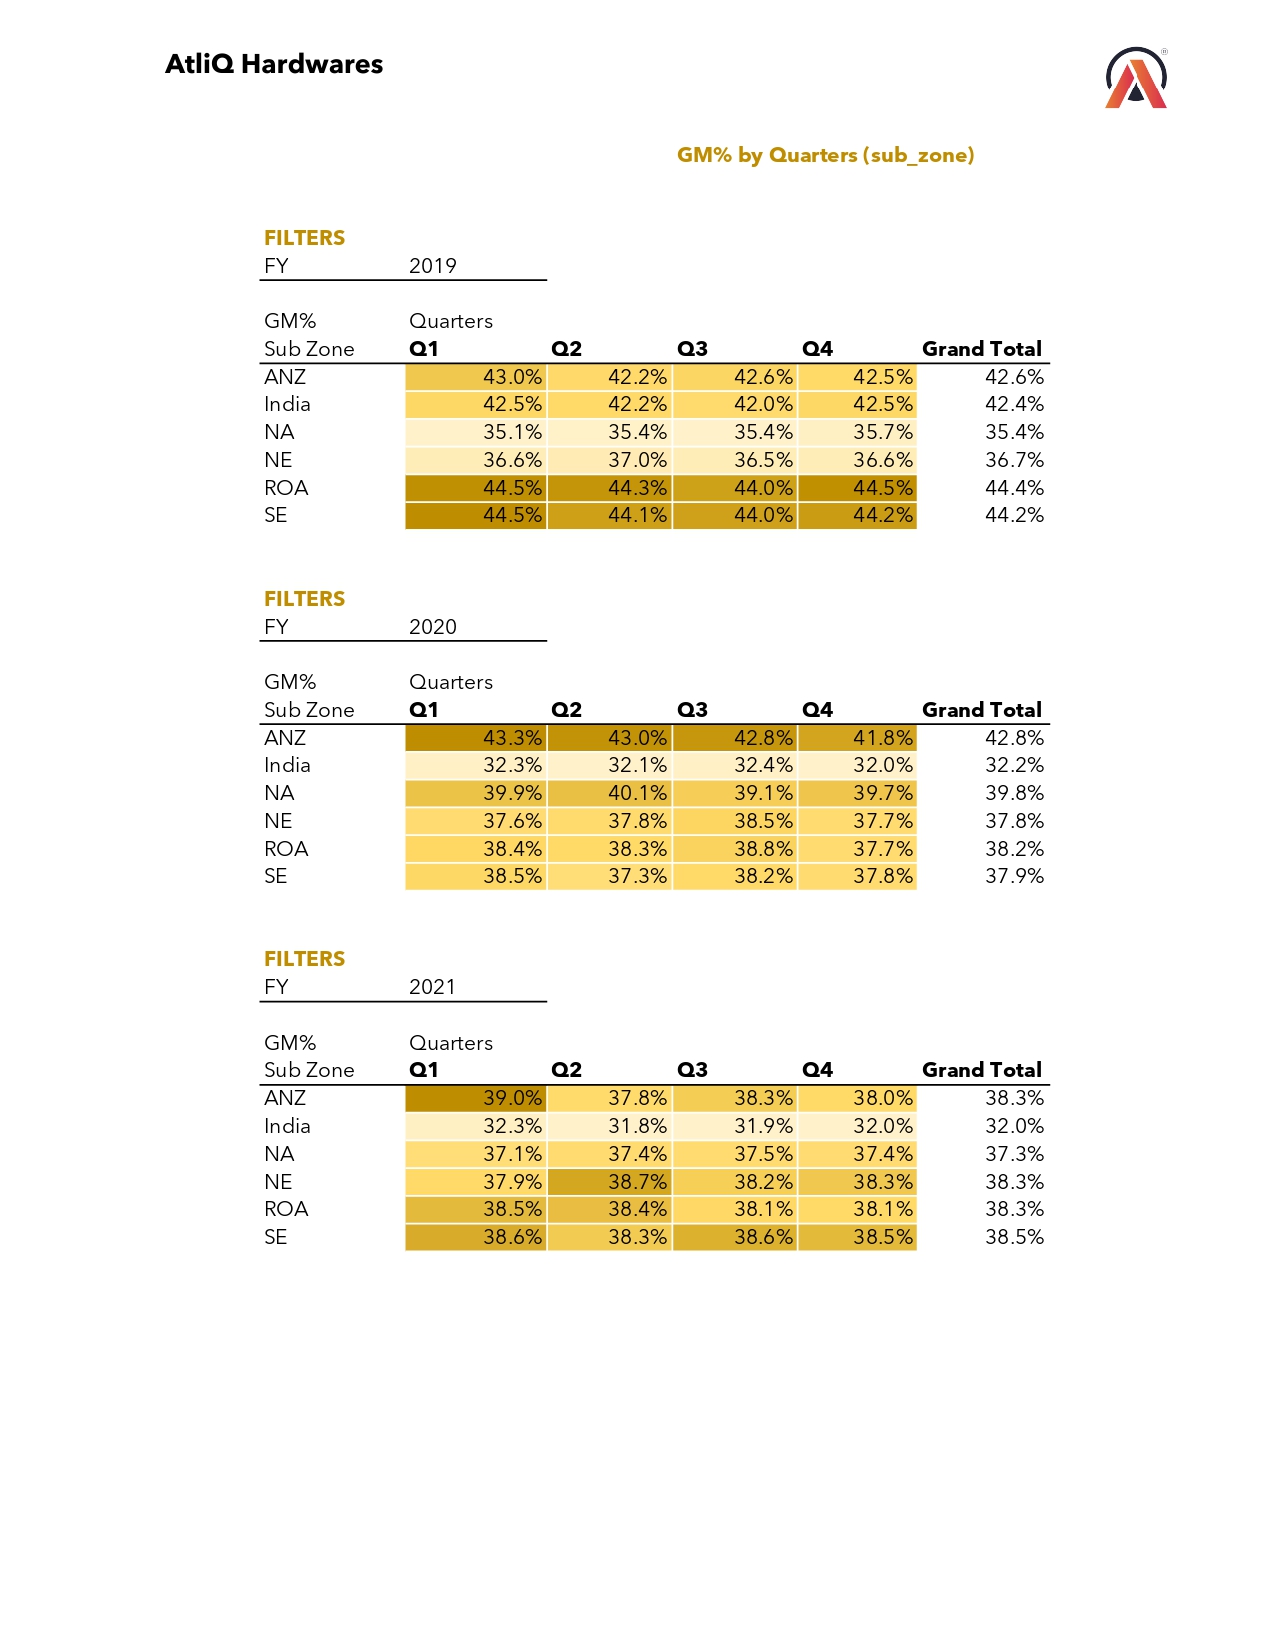 AtliQ Hardwares
®
GM% by Quarters (sub_zone)
FILTERS
FY 2019
GM% Quarters
Sub Zone Q1 Q2 Q3 Q4 Grand Total
ANZ 43.0% 42.2% 42.6% 42.5% 42.6%
India 42.5% 42.2% 42.0% 42.5% 42.4%
NA 35.1% 35.4% 35.4% 35.7% 35.4%
NE 36.6% 37.0% 36.5% 36.6% 36.7%
ROA 44.5% 44.3% 44.0% 44.5% 44.4%
SE 44.5% 44.1% 44.0% 44.2% 44.2%
FILTERS
FY 2020
GM% Quarters
Sub Zone Q1 Q2 Q3 Q4 Grand Total
ANZ 43.3% 43.0% 42.8% 41.8% 42.8%
India 32.3% 32.1% 32.4% 32.0% 32.2%
NA 39.9% 40.1% 39.1% 39.7% 39.8%
NE 37.6% 37.8% 38.5% 37.7% 37.8%
ROA 38.4% 38.3% 38.8% 37.7% 38.2%
SE 38.5% 37.3% 38.2% 37.8% 37.9%
FILTERS
FY 2021
GM% Quarters
Sub Zone Q1 Q2 Q3 Q4 Grand Total
ANZ 39.0% 37.8% 38.3% 38.0% 38.3%
India 32.3% 31.8% 31.9% 32.0% 32.0%
NA 37.1% 37.4% 37.5% 37.4% 37.3%
NE 37.9% 38.7% 38.2% 38.3% 38.3%
ROA 38.5% 38.4% 38.1% 38.1% 38.3%
SE 38.6% 38.3% 38.6% 38.5% 38.5%